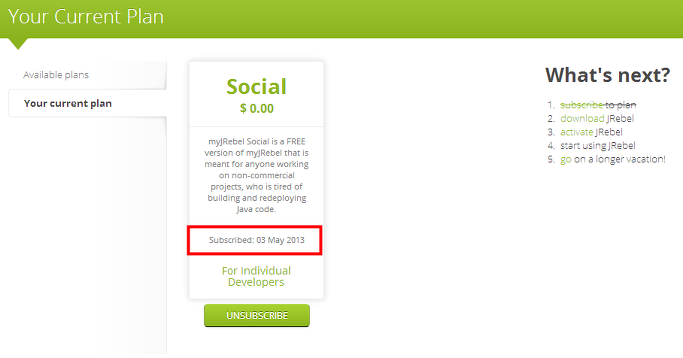 Your Current Plan
Available plans
Your current plan
Social
$ 0.00
myJRebel Social is a FREE
version of myJRebel that is
meant for anyone working
on non-commercial
projects, who is tired of
building and redeploying
Java code.
Subscribed: 03 May 2013
For Individual
Developers
UNSUBSCRIBE
What's next?
1. subscribe to plan
2. download JRebel
3. activate JRebel
4. start using JRebel
5. go on a longer vacation!